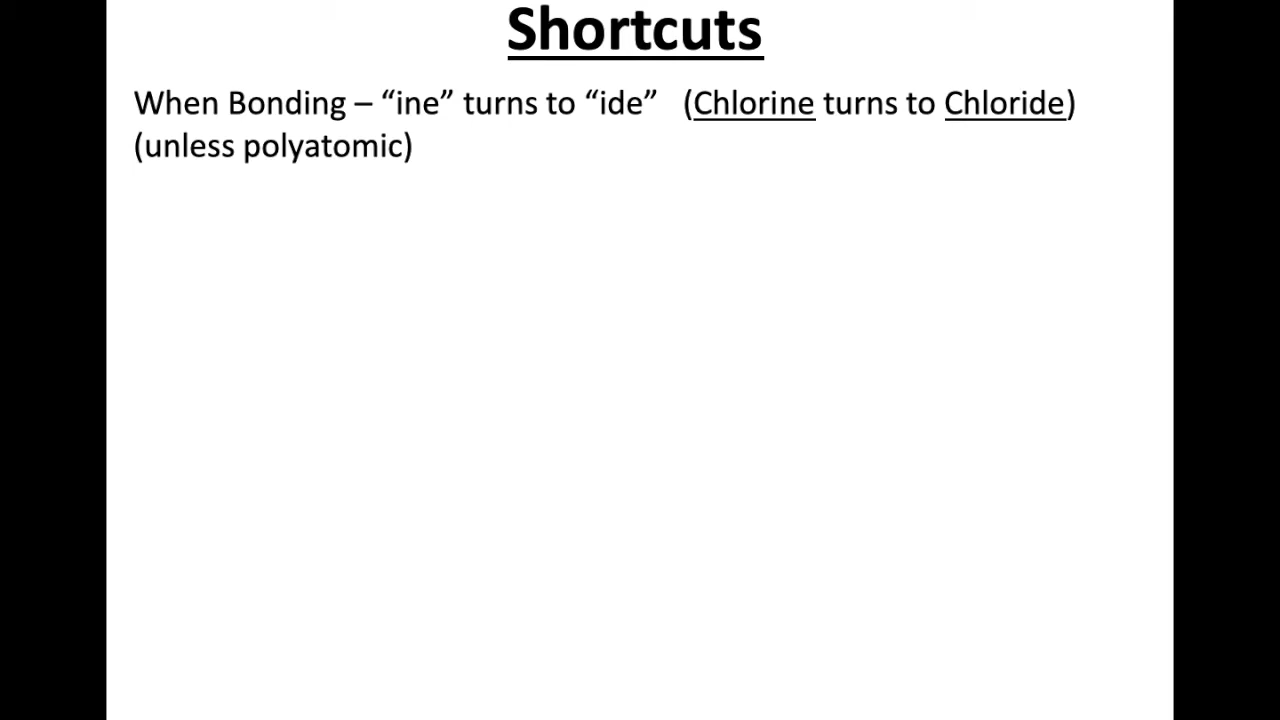 Shortcuts
When Bonding – “ine” turns to “ide” (Chlorine turns to Chloride)
(unless polyatomic)